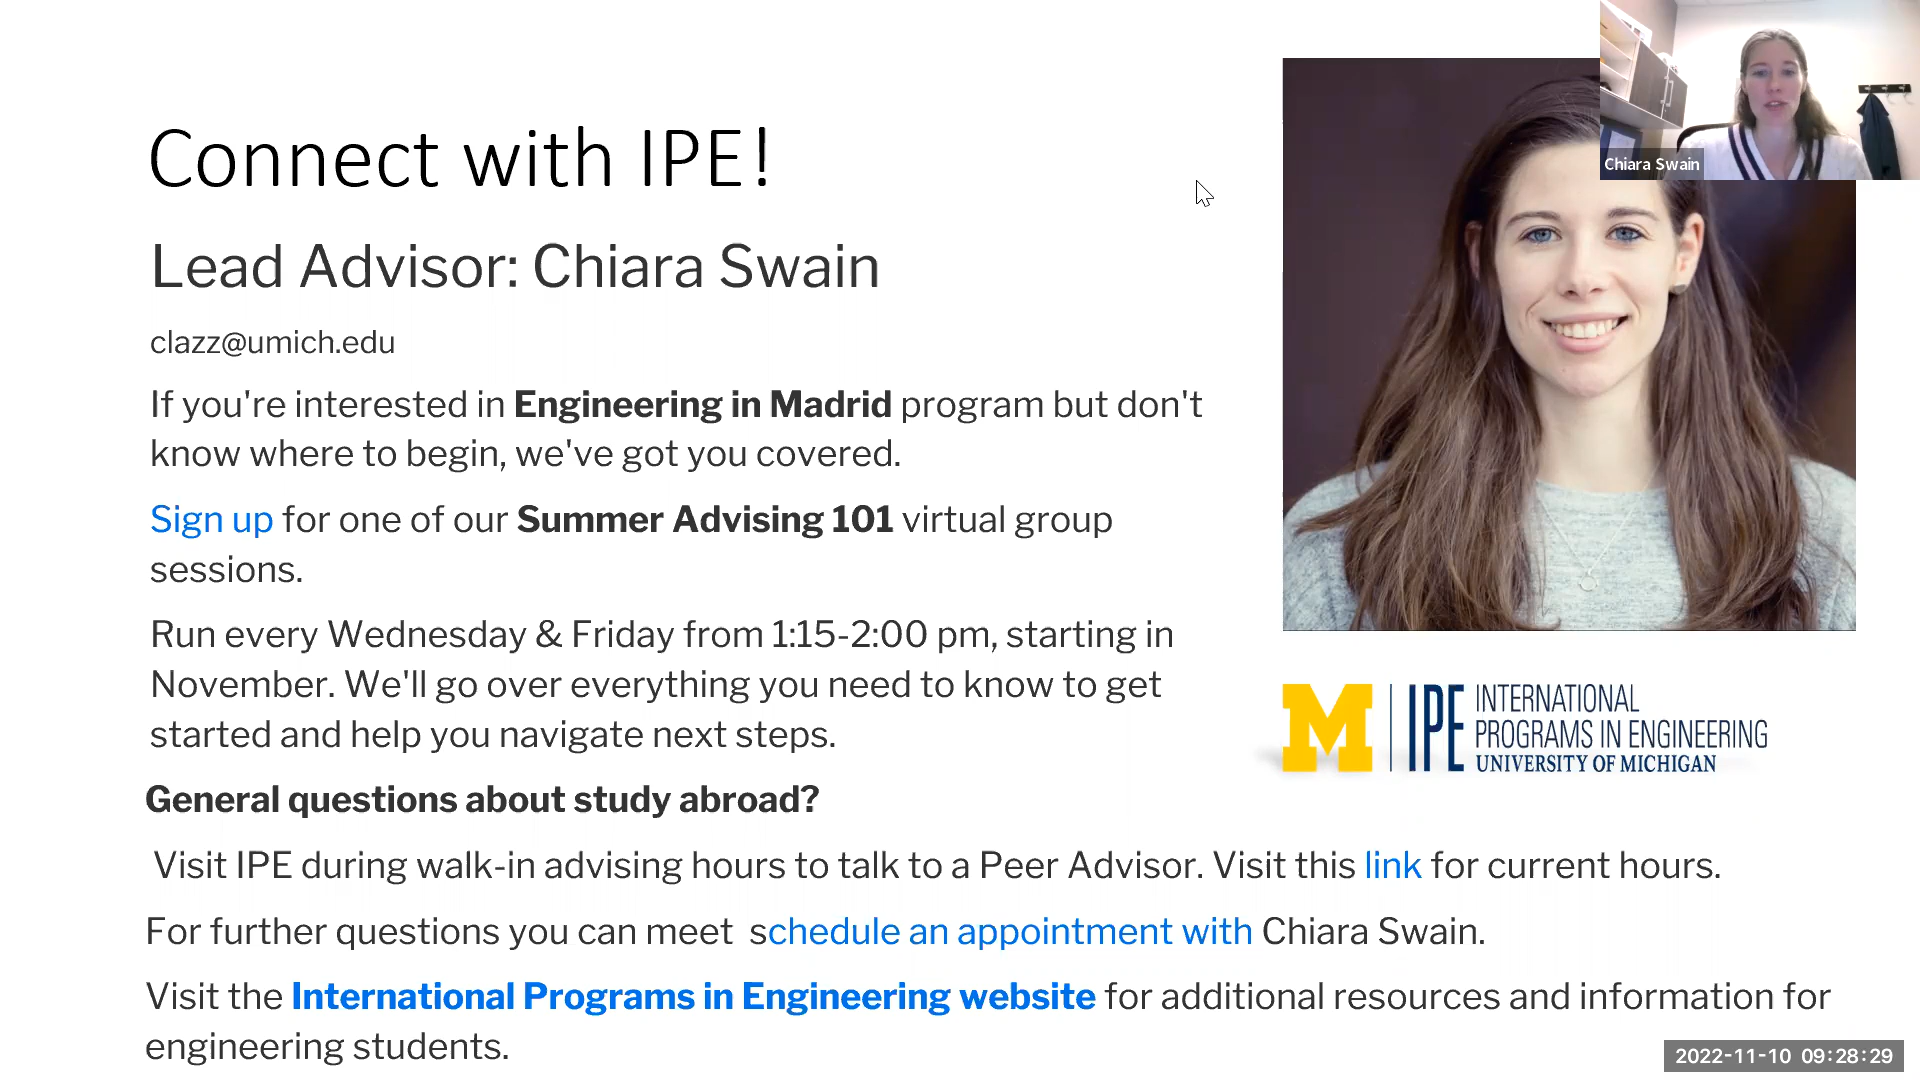 Connect with IPE!
Chiara Swain
Lead Advisor: Chiara Swain
clazz@umich.edu
If you're interested in Engineering in Madrid program but don't
know where to begin, we've got you covered.
Sign up for one of our Summer Advising 101 virtual group
sessions.
Run every Wednesday & Friday from 1:15-2:00 pm, starting in
November. We'll go over everything you need to know to get
started and help you navigate next steps.
M | IPE INTERNATIONAL
PROGRAMS IN ENGINEERING
UNIVERSITY OF MICHIGAN
General questions about study abroad?
Visit IPE during walk-in advising hours to talk to a Peer Advisor. Visit this link for current hours.
For further questions you can meet  schedule an appointment with Chiara Swain.
Visit the International Programs in Engineering website for additional resources and information for
engineering students.
2022-11-10 09:28:29